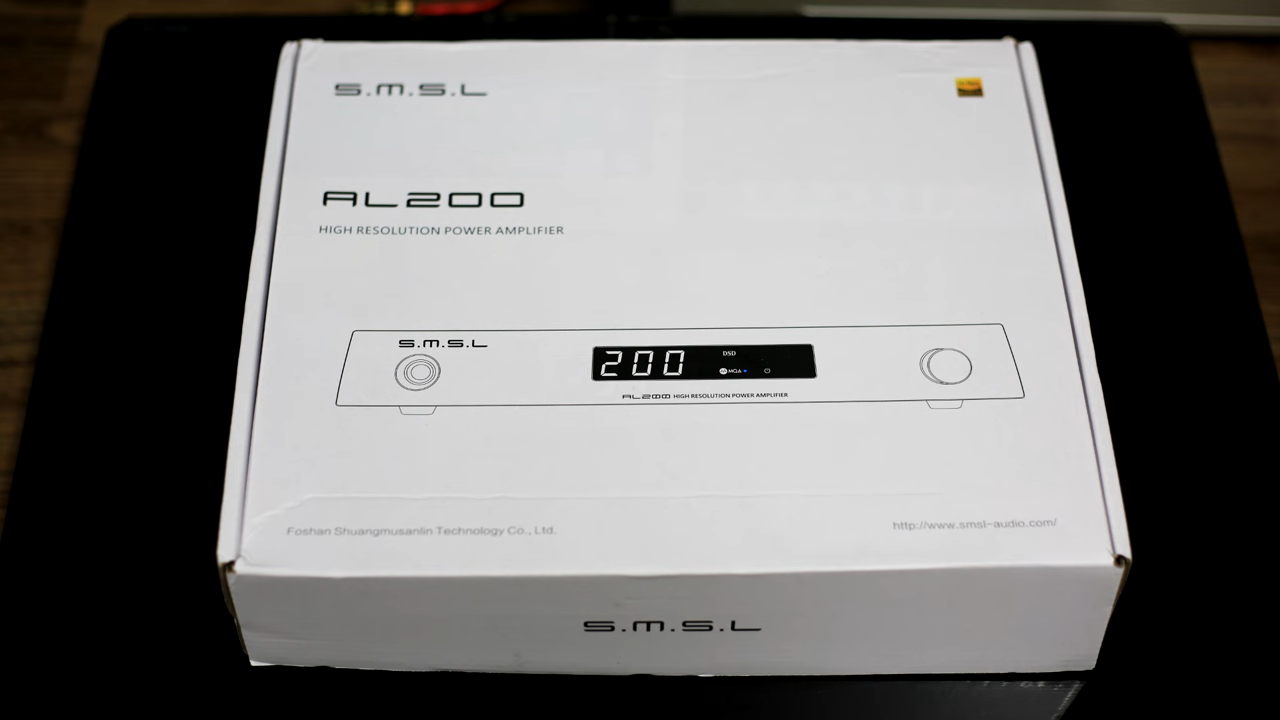 S.M.S.L
AL200
HIGH RESOLUTION POWER AMPLIFIER
S.M.S.L
200
DSD
MQA
AL200 HIGH RESOLUTION POWER AMPLIFIER
Foshan Shuangmusanlin Technology Co., Ltd.
http://www.smsl-audio.com/
S.M.S.L